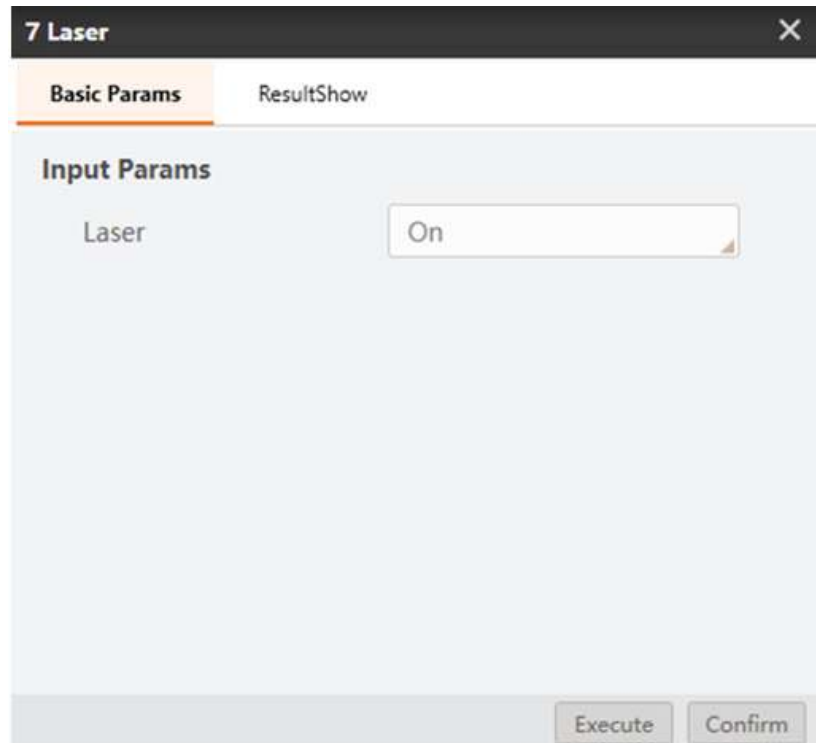 7 Laser
Basic Params ResultShow
Input Params
Laser On
Execute Confirm